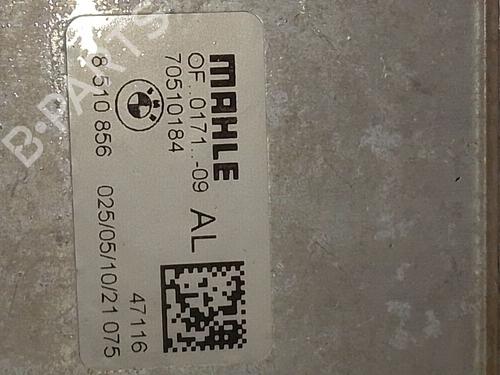 MAHLE
OF..0171..-09 AL
70510184
47116
8 510 856 025/05/10/21 075
B-PARTS